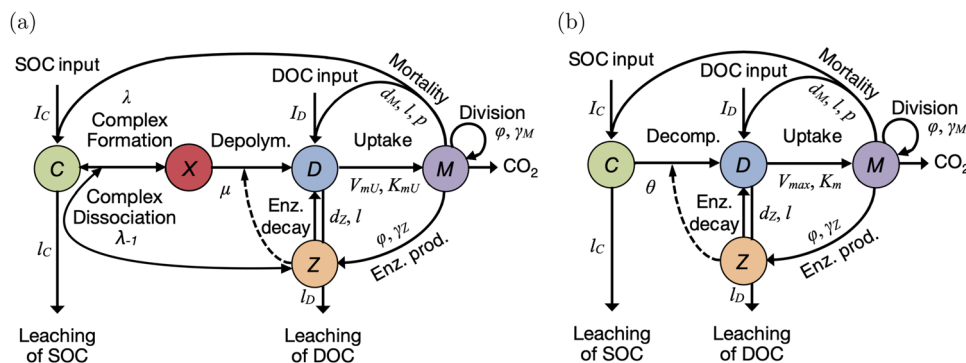 (a)
SOC input
DOC input
Mortality
d_M, l, p
I_C
λ
Complex
Formation
I_D
Division
φ, γ_M
Depolym.
Uptake
C
X
D
M
CO₂
μ
V_mU, K_mU
Complex
Dissociation
λ₋₁
Enz.
decay
d_Z, l
φ, γ_Z
Enz. prod.
l_C
Z
l_D
Leaching
of SOC
Leaching
of DOC
(b)
SOC input
DOC input
Mortality
d_M, l, p
I_C
I_D
Division
φ, γ_M
Decomp.
Uptake
C
D
M
CO₂
θ
V_max, K_m
Enz.
decay
d_Z, l
φ, γ_Z
Enz. prod.
l_C
Z
l_D
Leaching
of SOC
Leaching
of DOC